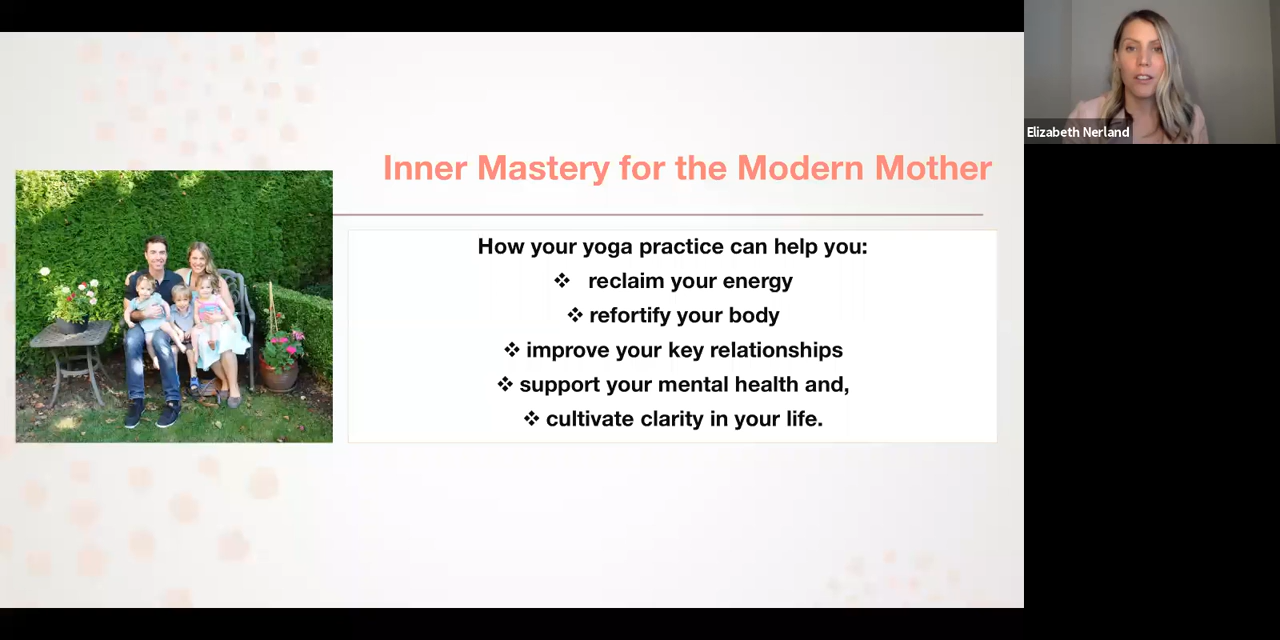 Inner Mastery for the Modern Mother
How your yoga practice can help you:
❖ reclaim your energy
❖ refortify your body
❖ improve your key relationships
❖ support your mental health and,
❖ cultivate clarity in your life.
Elizabeth Nerland